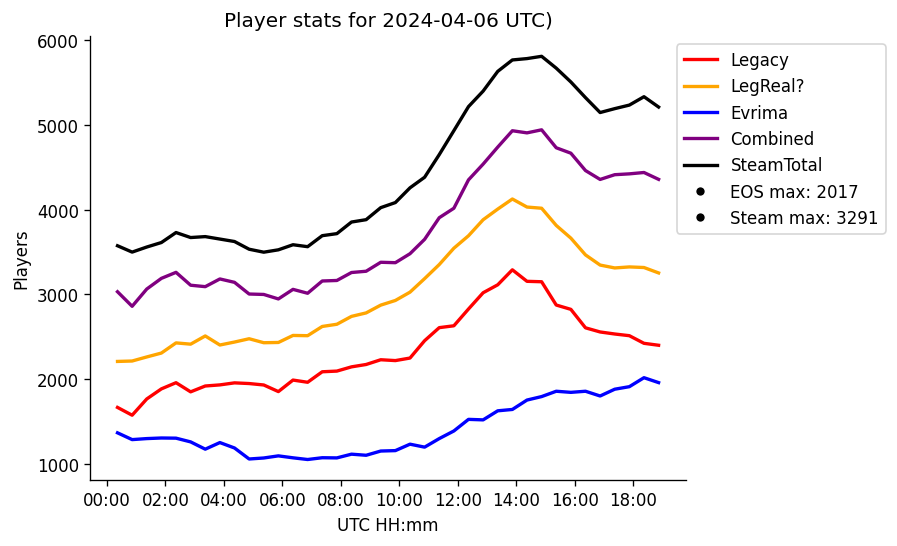 Player stats for 2024-04-06 UTC)
6000
5000
4000
3000
2000
1000
Players
00:00 02:00 04:00 06:00 08:00 10:00 12:00 14:00 16:00 18:00
UTC HH:mm
Legacy
LegReal?
Evrima
Combined
SteamTotal
EOS max: 2017
Steam max: 3291